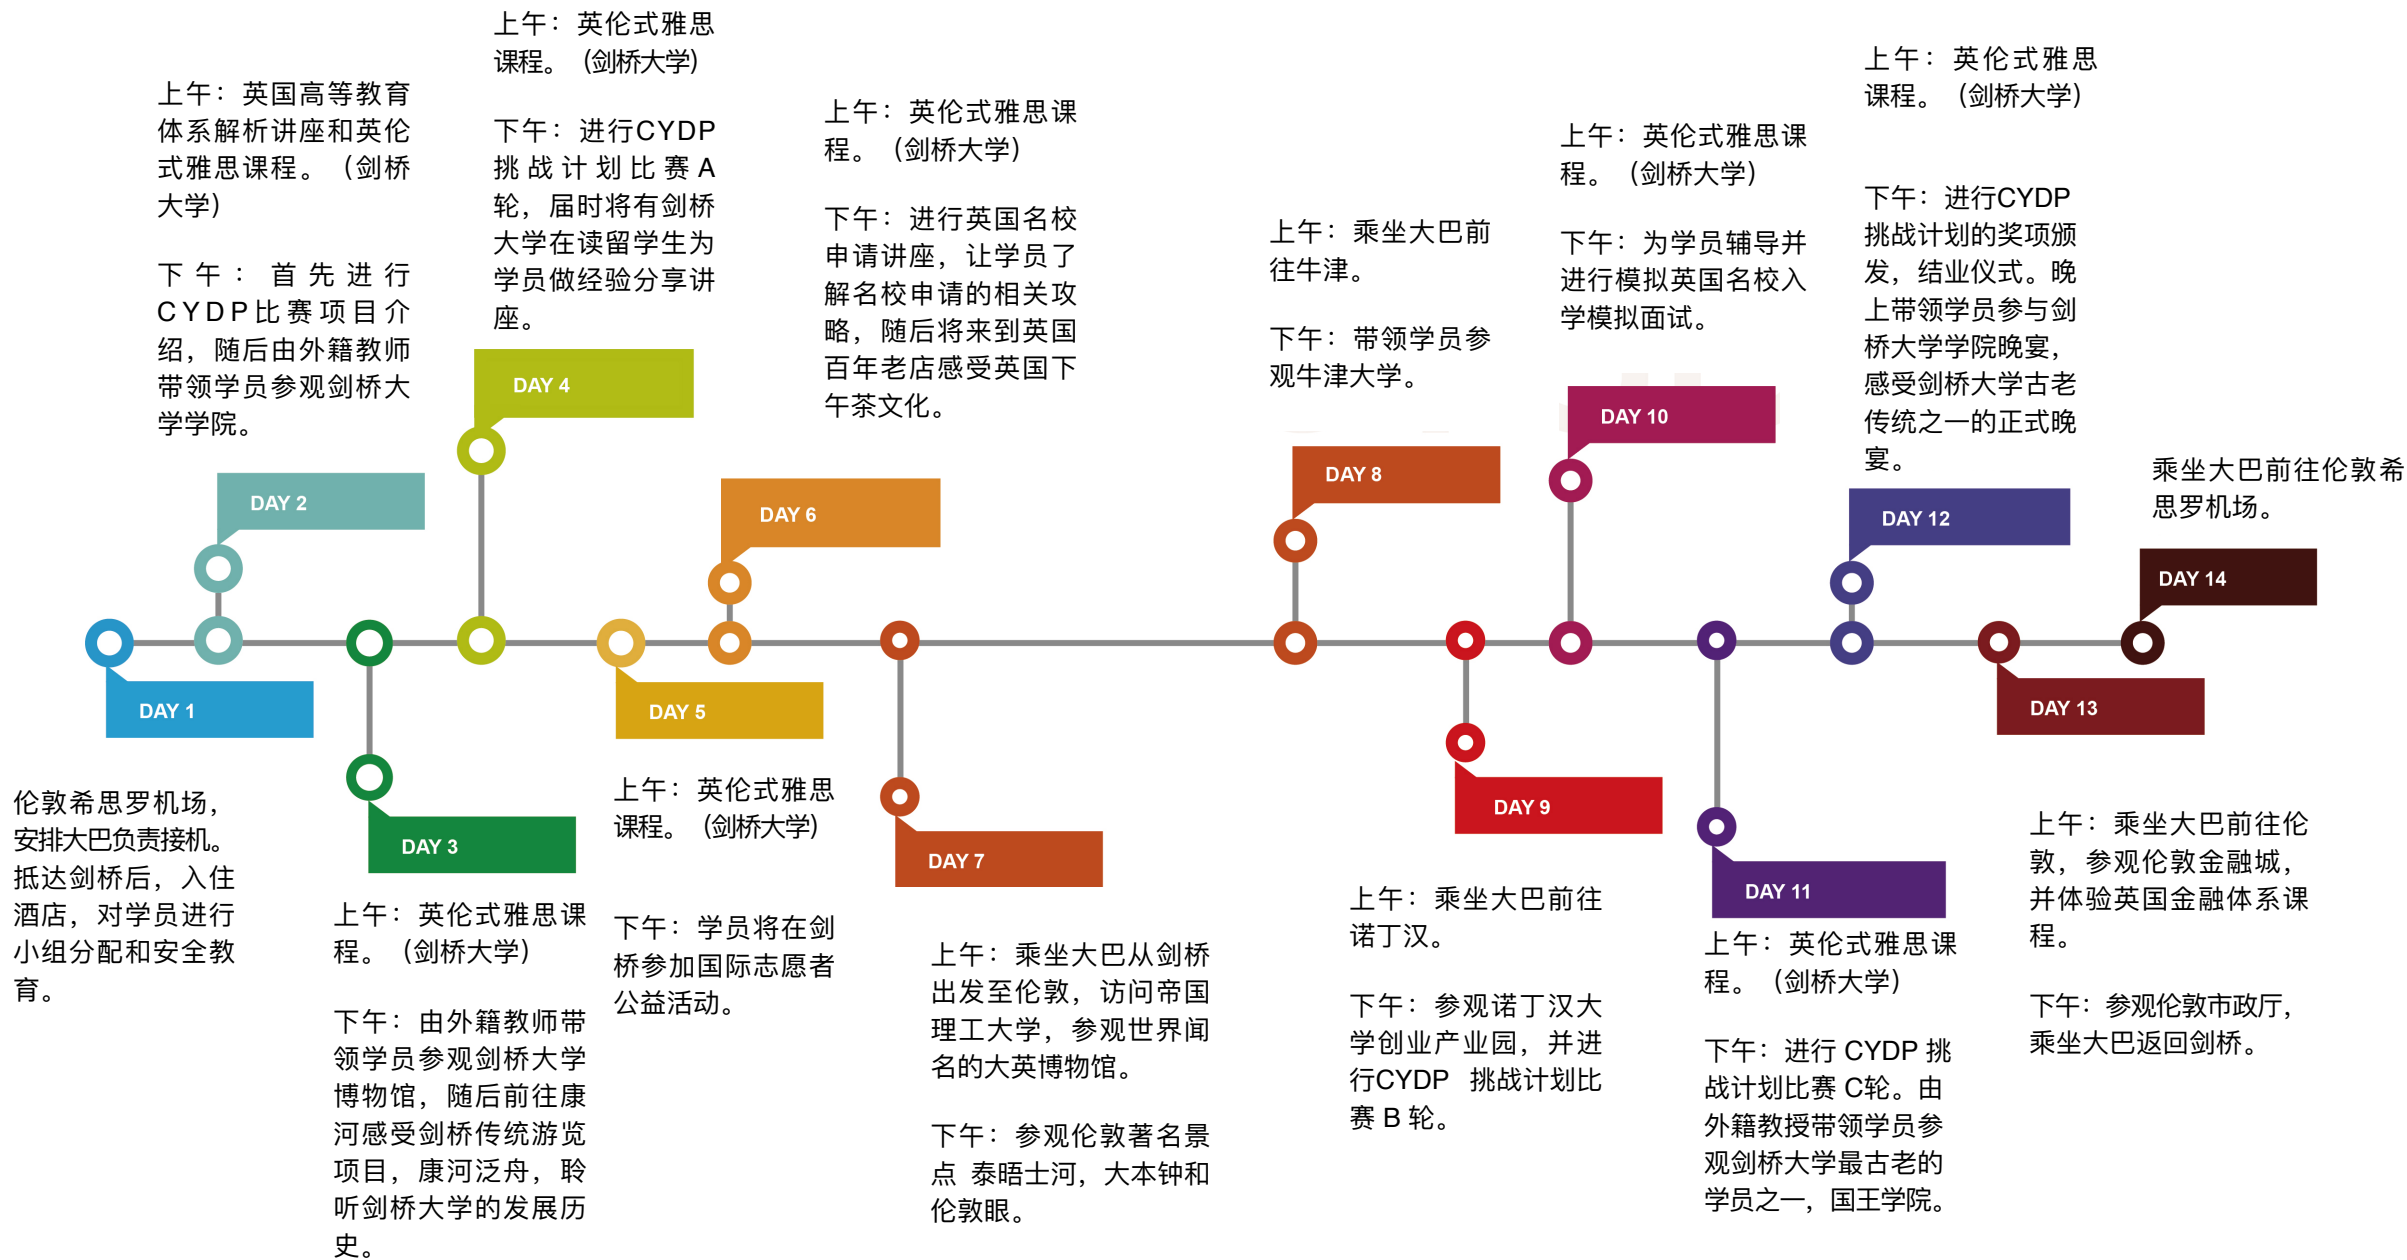 DAY 1
伦敦希思罗机场，
安排大巴负责接机。
抵达剑桥后，入住
酒店，对学员进行
小组分配和安全教
育。
上午：英国高等教育
体系解析讲座和英伦
式雅思课程。（剑桥
大学）
下午：首先进行
CYDP比赛项目介
绍，随后由外籍教师
带领学员参观剑桥大
学学院。
DAY 2
DAY 3
上午：英伦式雅思课
程。（剑桥大学）
下午：由外籍教师带
领学员参观剑桥大学
博物馆，随后前往康
河感受剑桥传统游览
项目，康河泛舟，聆
听剑桥大学的发展历
史。
上午：英伦式雅思
课程。（剑桥大学）
下午：进行CYDP
挑战计划比赛A
轮，届时将有剑桥
大学在读留学生为
学员做经验分享讲
座。
DAY 4
DAY 5
上午：英伦式雅思
课程。（剑桥大学）
下午：学员将在剑
桥参加国际志愿者
公益活动。
上午：英伦式雅思课
程。（剑桥大学）
下午：进行英国名校
申请讲座，让学员了
解名校申请的相关攻
略，随后将来到英国
百年老店感受英国下
午茶文化。
DAY 6
DAY 7
上午：乘坐大巴从剑桥
出发至伦敦，访问帝国
理工大学，参观世界闻
名的大英博物馆。
下午：参观伦敦著名景
点 泰晤士河，大本钟和
伦敦眼。
上午：乘坐大巴前
往牛津。
下午：带领学员参
观牛津大学。
DAY 8
DAY 9
上午：乘坐大巴前往
诺丁汉。
下午：参观诺丁汉大
学创业产业园，并进
行CYDP 挑战计划比
赛 B 轮。
上午：英伦式雅思课
程。（剑桥大学）
下午：为学员辅导并
进行模拟英国名校入
学模拟面试。
DAY 10
DAY 11
上午：英伦式雅思课
程。（剑桥大学）
下午：进行 CYDP 挑
战计划比赛 C轮。由
外籍教授带领学员参
观剑桥大学最古老的
学员之一，国王学院。
上午：英伦式雅思
课程。（剑桥大学）
下午：进行CYDP
挑战计划的奖项颁
发，结业仪式。晚
上带领学员参与剑
桥大学学院晚宴，
感受剑桥大学古老
传统之一的正式晚
宴。
DAY 12
DAY 13
上午：乘坐大巴前往伦
敦，参观伦敦金融城，
并体验英国金融体系课
程。
下午：参观伦敦市政厅，
乘坐大巴返回剑桥。
乘坐大巴前往伦敦希
思罗机场。
DAY 14